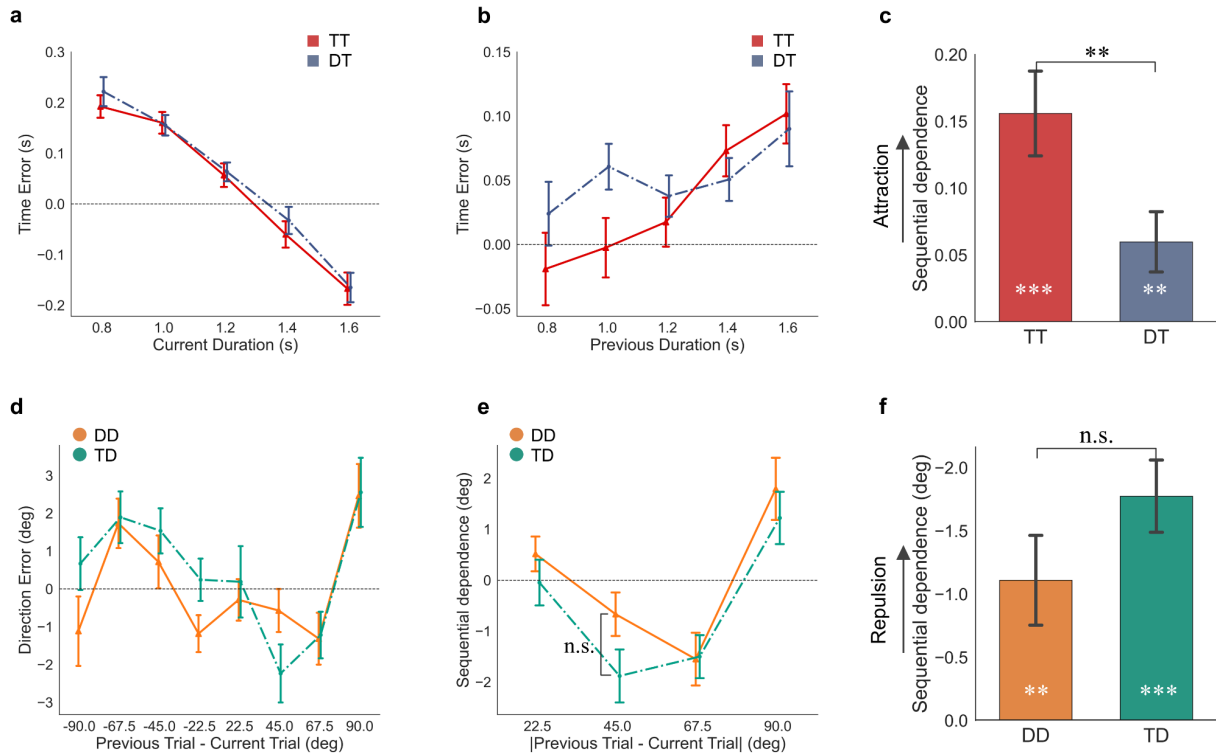 a
TT
DT
Time Error (s)
0.3
0.2
0.1
0.0
−0.1
−0.2
0.8 1.0 1.2 1.4 1.6
Current Duration (s)
b
TT
DT
Time Error (s)
0.15
0.10
0.05
0.00
−0.05
0.8 1.0 1.2 1.4 1.6
Previous Duration (s)
c
Attraction
Sequential dependence
0.20
0.15
0.10
0.05
0.00
**
*** **
TT DT
d
DD
TD
Direction Error (deg)
3
2
1
0
−1
−2
−3
-90.0 -67.5 -45.0 -22.5 22.5 45.0 67.5 90.0
Previous Trial - Current Trial (deg)
e
DD
TD
Sequential dependence (deg)
2
1
0
−1
−2
n.s.
22.5 45.0 67.5 90.0
|Previous Trial - Current Trial| (deg)
f
Repulsion
Sequential dependence (deg)
−2.0
−1.5
−1.0
−0.5
0.0
n.s.
** ***
DD TD